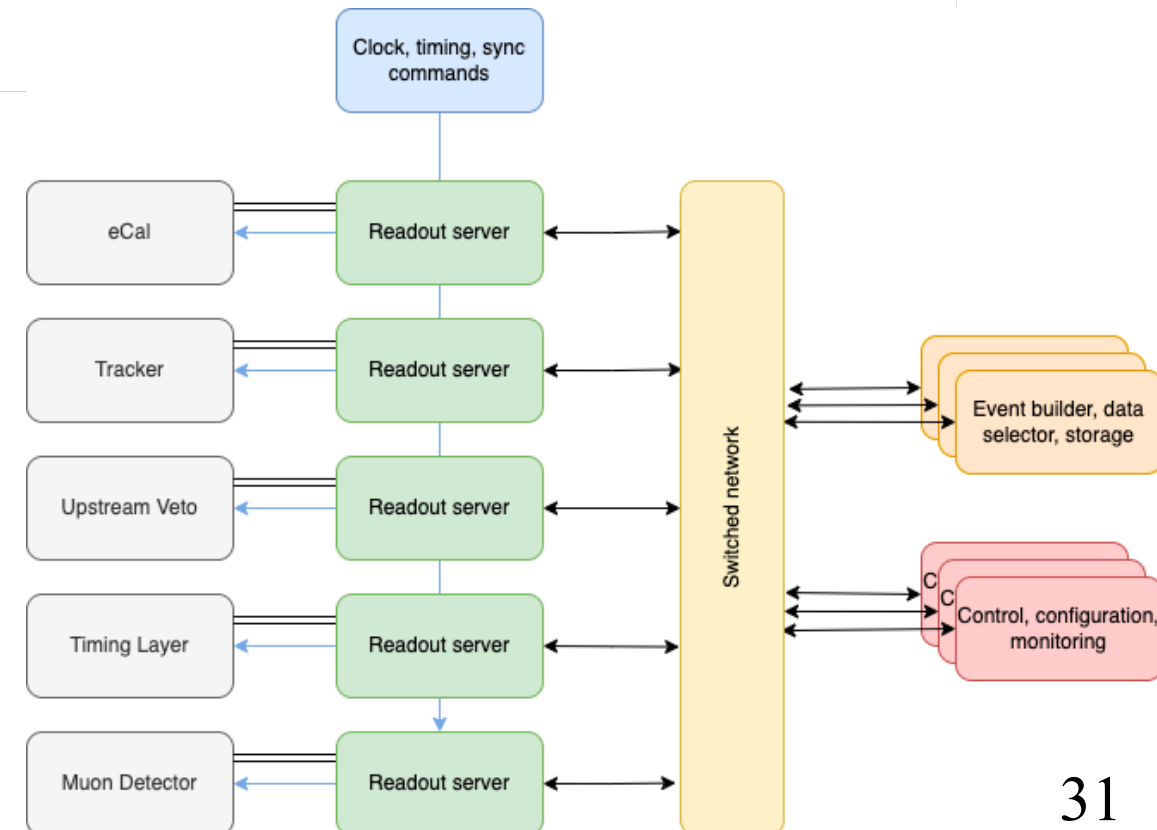 Clock, timing, sync
commands
eCal
Readout server
Tracker
Readout server
Upstream Veto
Readout server
Timing Layer
Readout server
Muon Detector
Readout server
Switched network
Event builder, data
selector, storage
C
C
Control, configuration,
monitoring
31